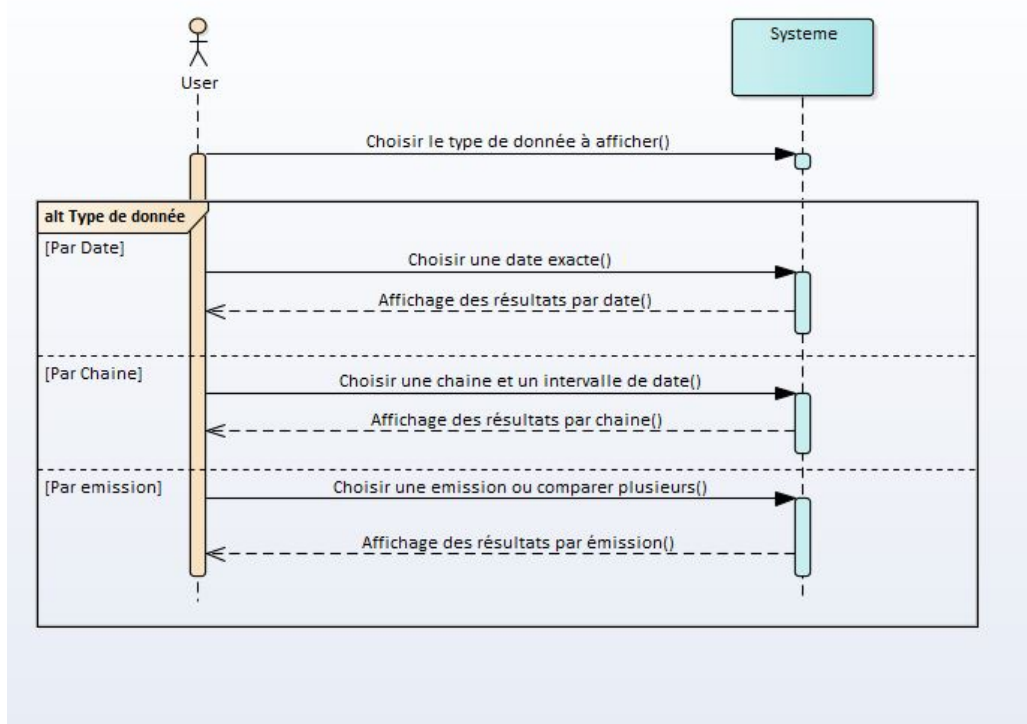 User
Systeme
Choisir le type de donnée à afficher()
alt Type de donnée
[Par Date]
Choisir une date exacte()
Affichage des résultats par date()
[Par Chaine]
Choisir une chaine et un intervalle de date()
Affichage des résultats par chaine()
[Par emission]
Choisir une emission ou comparer plusieurs()
Affichage des résultats par émission()